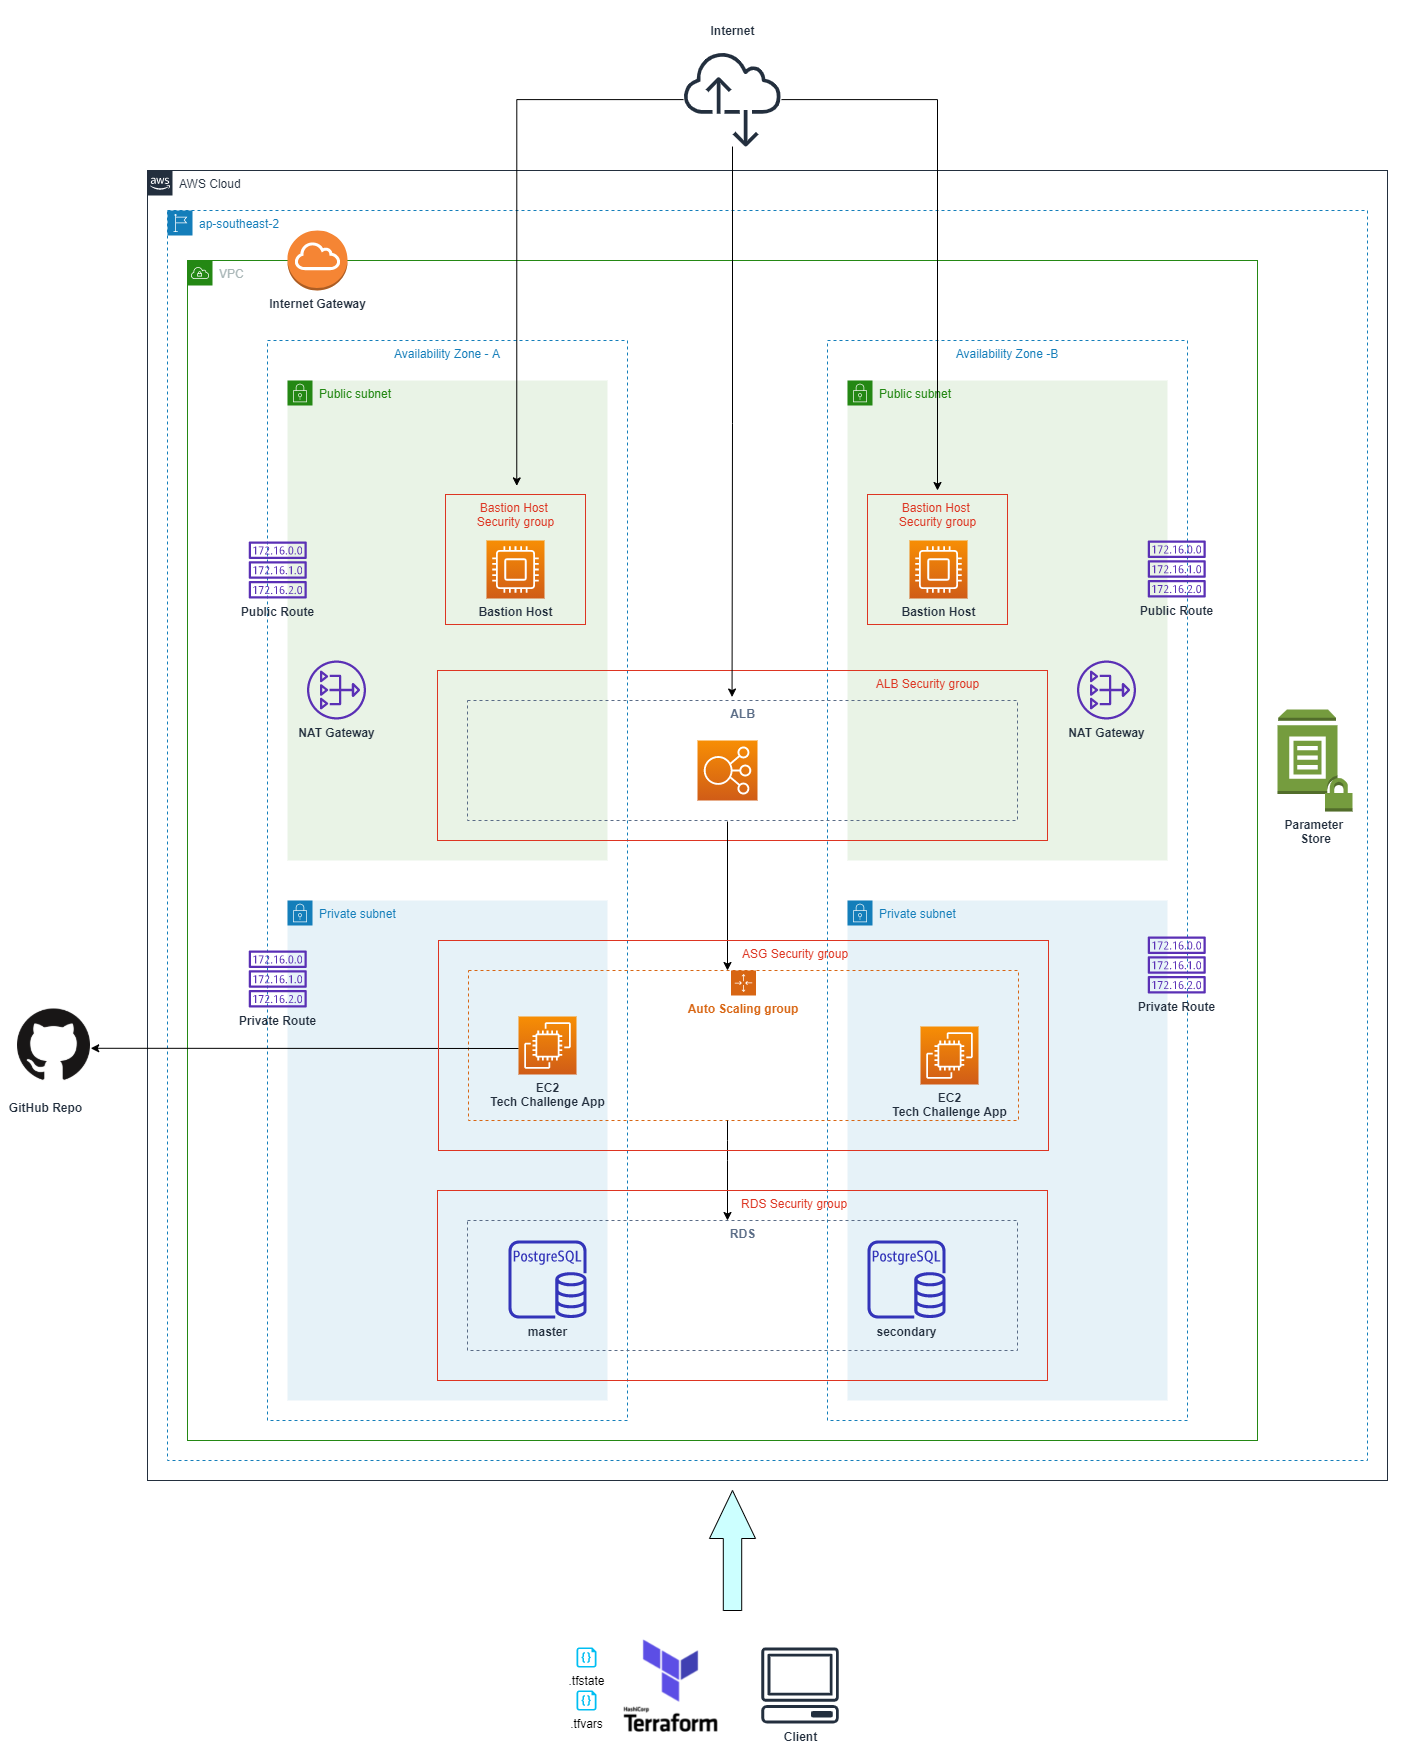 Internet
aws
AWS Cloud
ap-southeast-2
VPC
Internet Gateway
Availability Zone - A
Availability Zone -B
Public subnet
Public subnet
Bastion Host
Security group
Bastion Host
Bastion Host
Security group
Bastion Host
172.16.0.0
172.16.1.0
172.16.2.0
Public Route
172.16.0.0
172.16.1.0
172.16.2.0
Public Route
ALB Security group
NAT Gateway
ALB
NAT Gateway
Parameter
Store
Private subnet
Private subnet
ASG Security group
172.16.0.0
172.16.1.0
172.16.2.0
Private Route
172.16.0.0
172.16.1.0
172.16.2.0
Private Route
Auto Scaling group
EC2
Tech Challenge App
EC2
Tech Challenge App
GitHub Repo
RDS Security group
RDS
PostgreSQL
master
PostgreSQL
secondary
{}
.tfstate
{}
.tfvars
HashiCorp
Terraform
Client